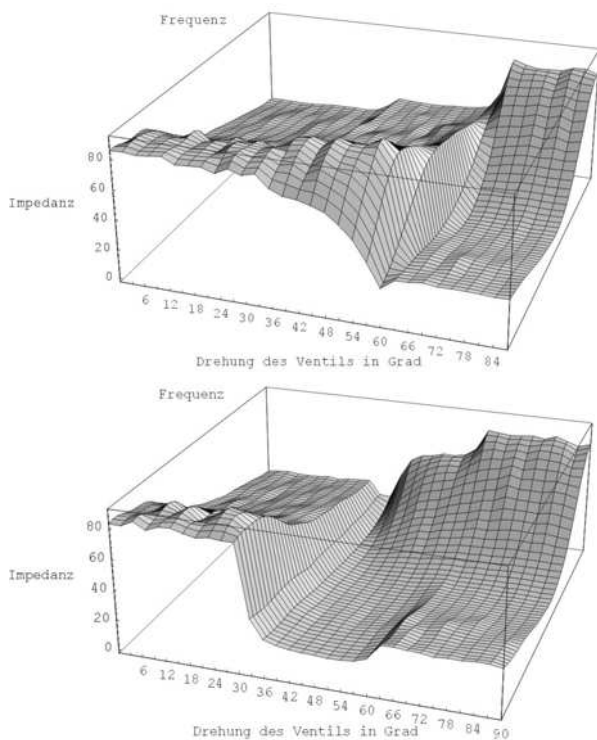 Frequenz
80
60
Impedanz
40
20
0
6 12 18 24 30 36 42 48 54 60 66 72 78 84
Drehung des Ventils in Grad
Frequenz
80
60
Impedanz
40
20
0
6 12 18 24 30 36 42 48 54 60 66 72 78 84 90
Drehung des Ventils in Grad